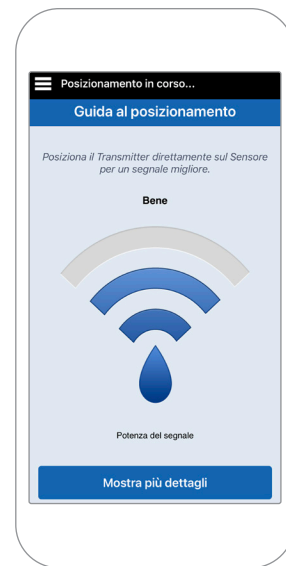 Posizionamento in corso...
Guida al posizionamento
Posiziona il Transmitter direttamente sul Sensore
per un segnale migliore.
Bene
Potenza del segnale
Mostra più dettagli